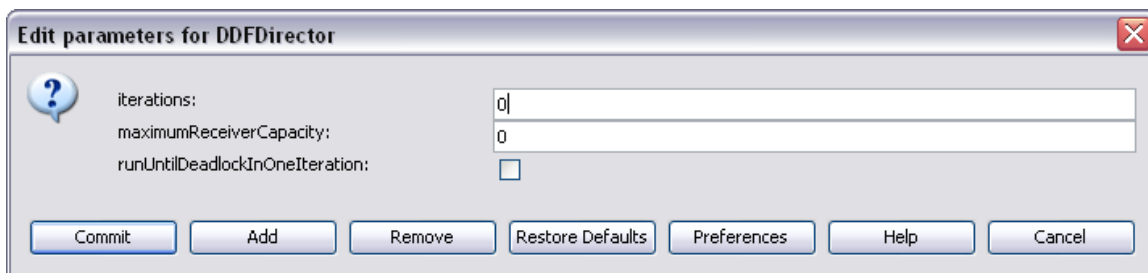 Edit parameters for DDFDirector
iterations: 0
maximumReceiverCapacity: 0
runUntilDeadlockInOneIteration:
Commit Add Remove Restore Defaults Preferences Help Cancel